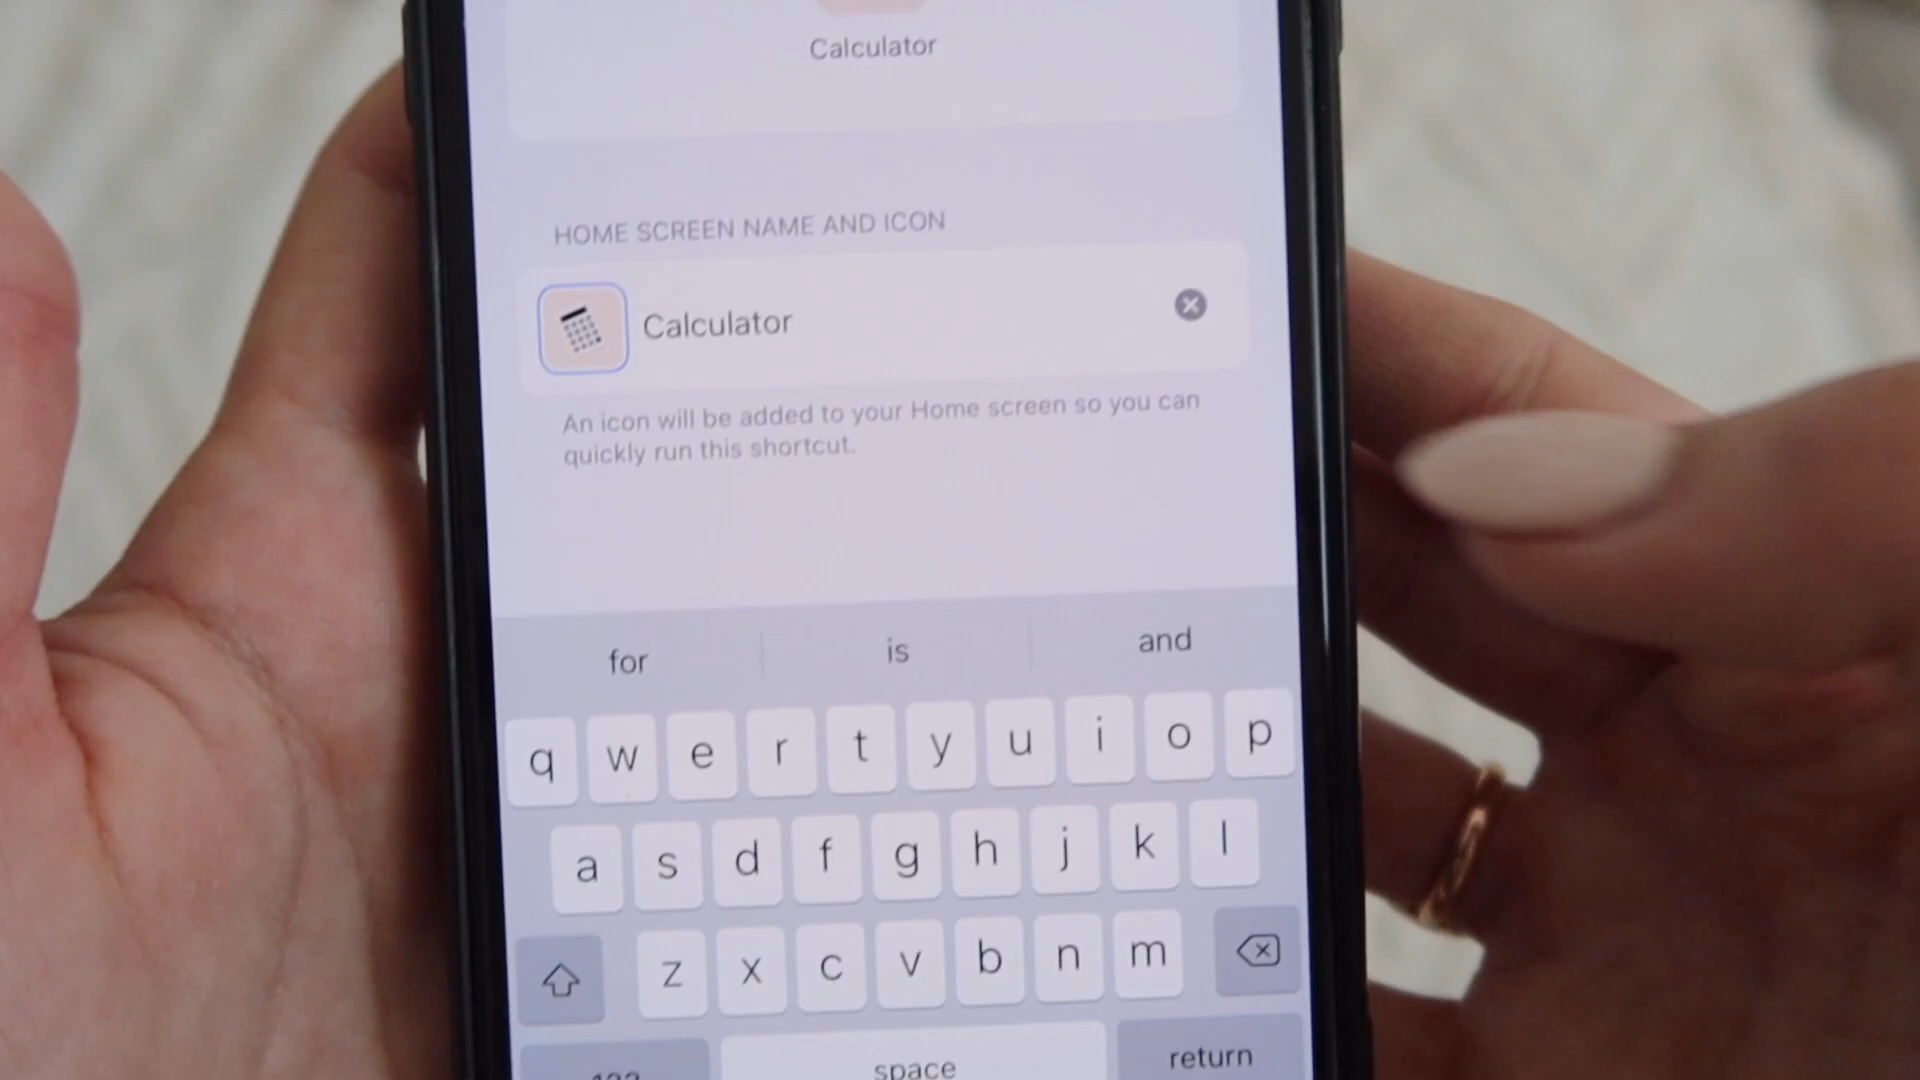 Calculator
HOME SCREEN NAME AND ICON
Calculator
An icon will be added to your Home screen so you can
quickly run this shortcut.
for is and
q w e r t y u i o p
a s d f g h j k l
z x c v b n m
123 space return